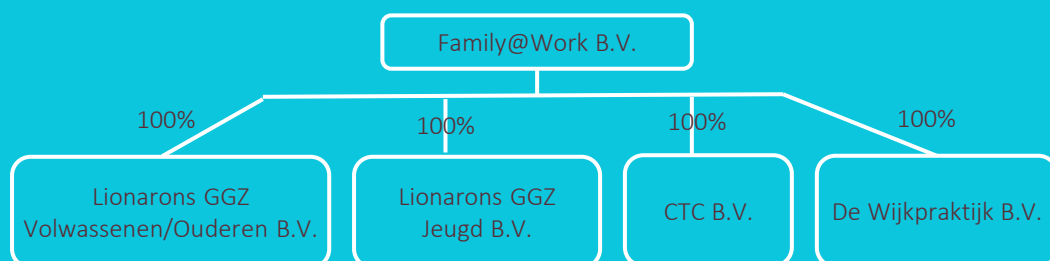 Family@Work B.V.
100%
100%
100%
100%
Lionarons GGZ
Volwassenen/Ouderen B.V.
Lionarons GGZ
Jeugd B.V.
CTC B.V.
De Wijkpraktijk B.V.